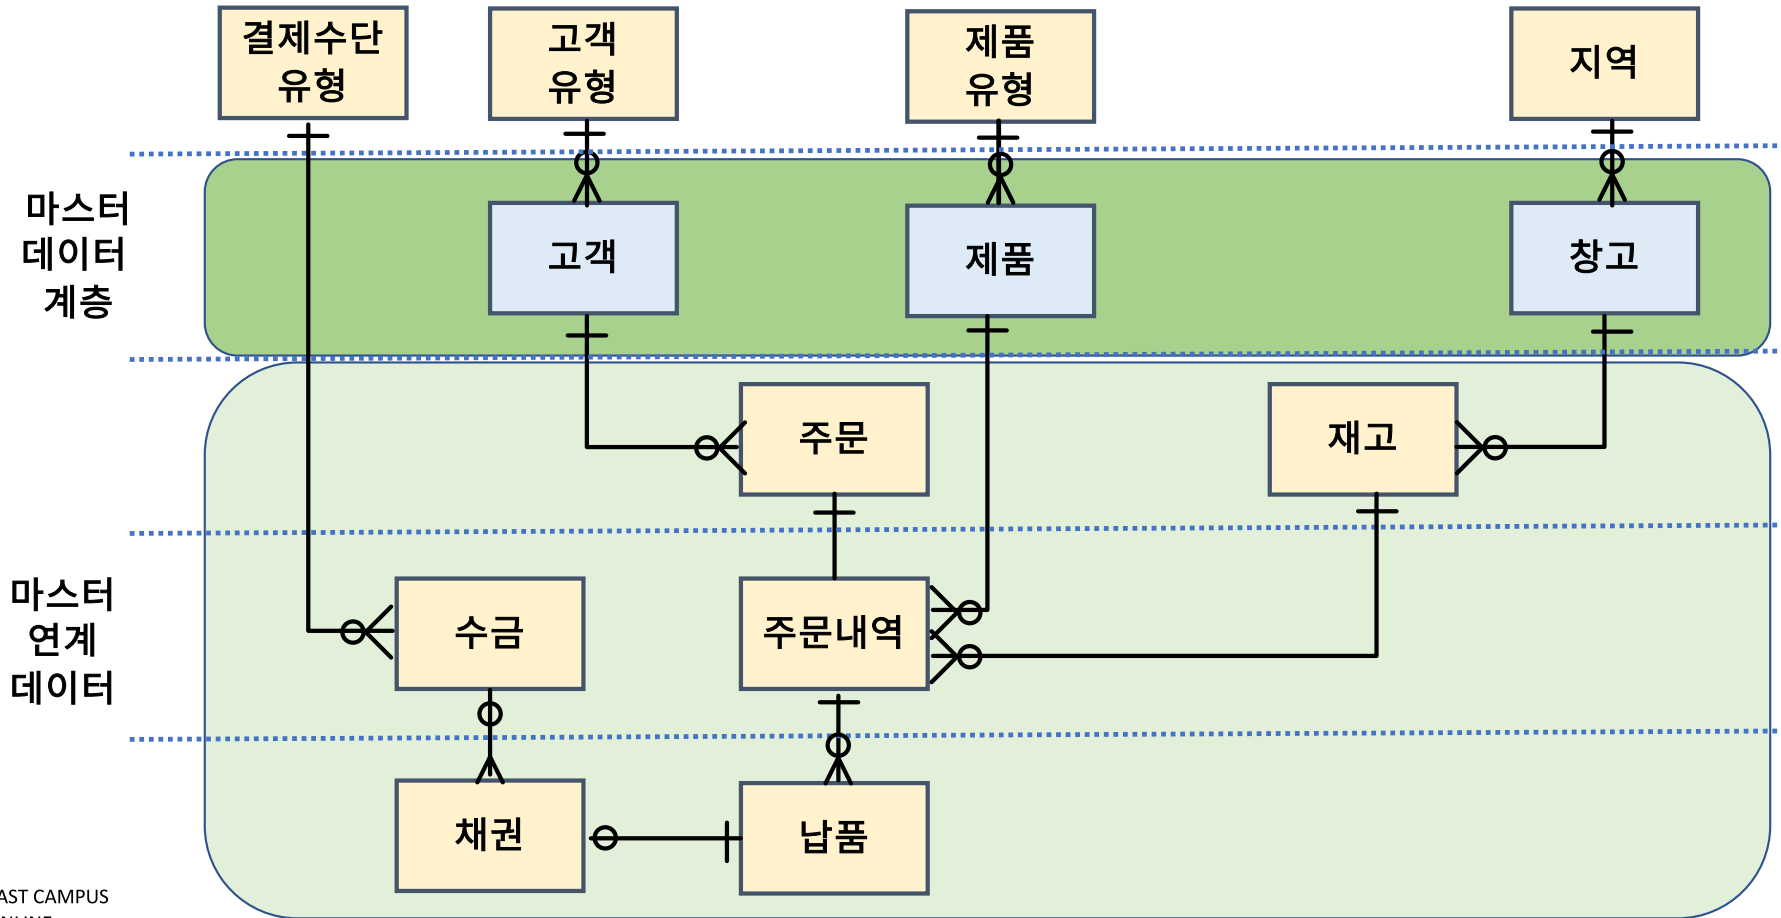 결제수단
유형
고객
유형
제품
유형
지역
마스터
데이터
계층
고객
제품
창고
주문
재고
마스터
연계
데이터
수금
주문내역
채권
납품
AST CAMPUS